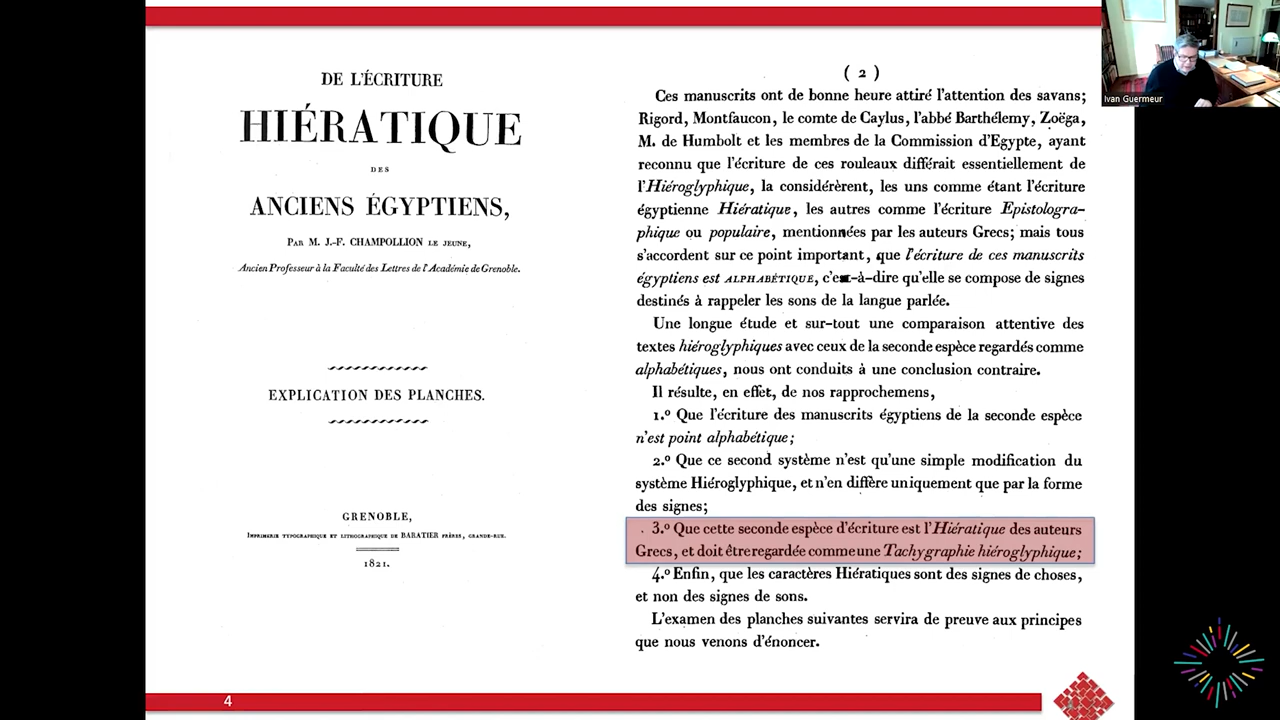 DE L'ÉCRITURE
HIÉRATIQUE
DES
ANCIENS ÉGYPTIENS,
PAR M. J.-F. CHAMPOLLION LE JEUNE,
Ancien Professeur à la Faculté des Lettres de l'Académie de Grenoble.
EXPLICATION DES PLANCHES.
GRENOBLE,
IMPRIMERIE TYPOGRAPHIQUE ET LITHOGRAPHIQUE DE BARATIER FRÈRES, GRANDE-RUE.
1821.
( 2 )
Ces manuscrits ont de bonne heure attiré l'attention des savans;
Rigord, Montfaucon, le comte de Caylus, l'abbé Barthélemy, Zoëga,
M. de Humbolt et les membres de la Commission d'Egypte, ayant
reconnu que l'écriture de ces rouleaux différait essentiellement de
l'Hiéroglyphique, la considérèrent, les uns comme étant l'écriture
égyptienne Hiératique, les autres comme l'écriture Epistologra-
phique ou populaire, mentionnées par les auteurs Grecs; mais tous
s'accordent sur ce point important, que l'écriture de ces manuscrits
égyptiens est ALPHABÉTIQUE, c'est-à-dire qu'elle se compose de signes
destinés à rappeler les sons de la langue parlée.
Une longue étude et sur-tout une comparaison attentive des
textes hiéroglyphiques avec ceux de la seconde espèce regardés comme
alphabétiques, nous ont conduits à une conclusion contraire.
Il résulte, en effet, de nos rapprochemens,
1.º Que l'écriture des manuscrits égyptiens de la seconde espèce
n'est point alphabétique;
2.º Que ce second système n'est qu'une simple modification du
système Hiéroglyphique, et n'en diffère uniquement que par la forme
des signes;
3.º Que cette seconde espèce d'écriture est l'Hiératique des auteurs
Grecs, et doit être regardée comme une Tachygraphie hiéroglyphique;
4.º Enfin, que les caractères Hiératiques sont des signes de choses,
et non des signes de sons.
L'examen des planches suivantes servira de preuve aux principes
que nous venons d'énoncer.
Ivan Guermeur
4